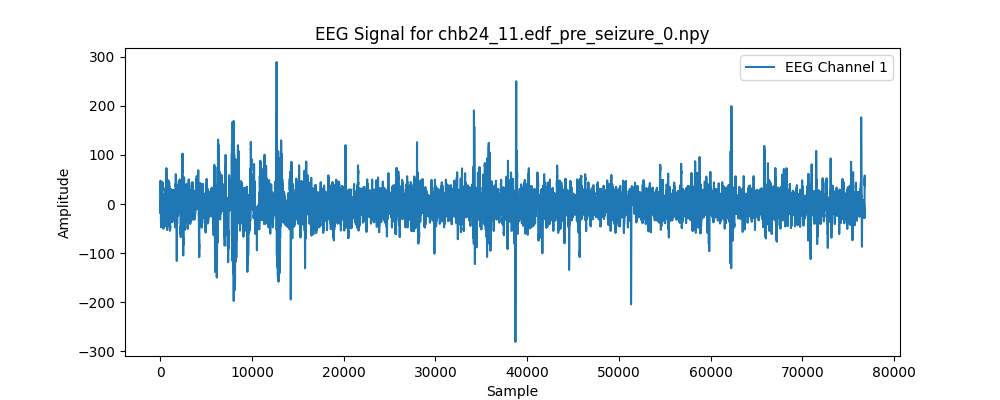 EEG Signal for chb24_11.edf_pre_seizure_0.npy
EEG Channel 1
300
200
100
0
−100
−200
−300
Amplitude
0 10000 20000 30000 40000 50000 60000 70000 80000
Sample